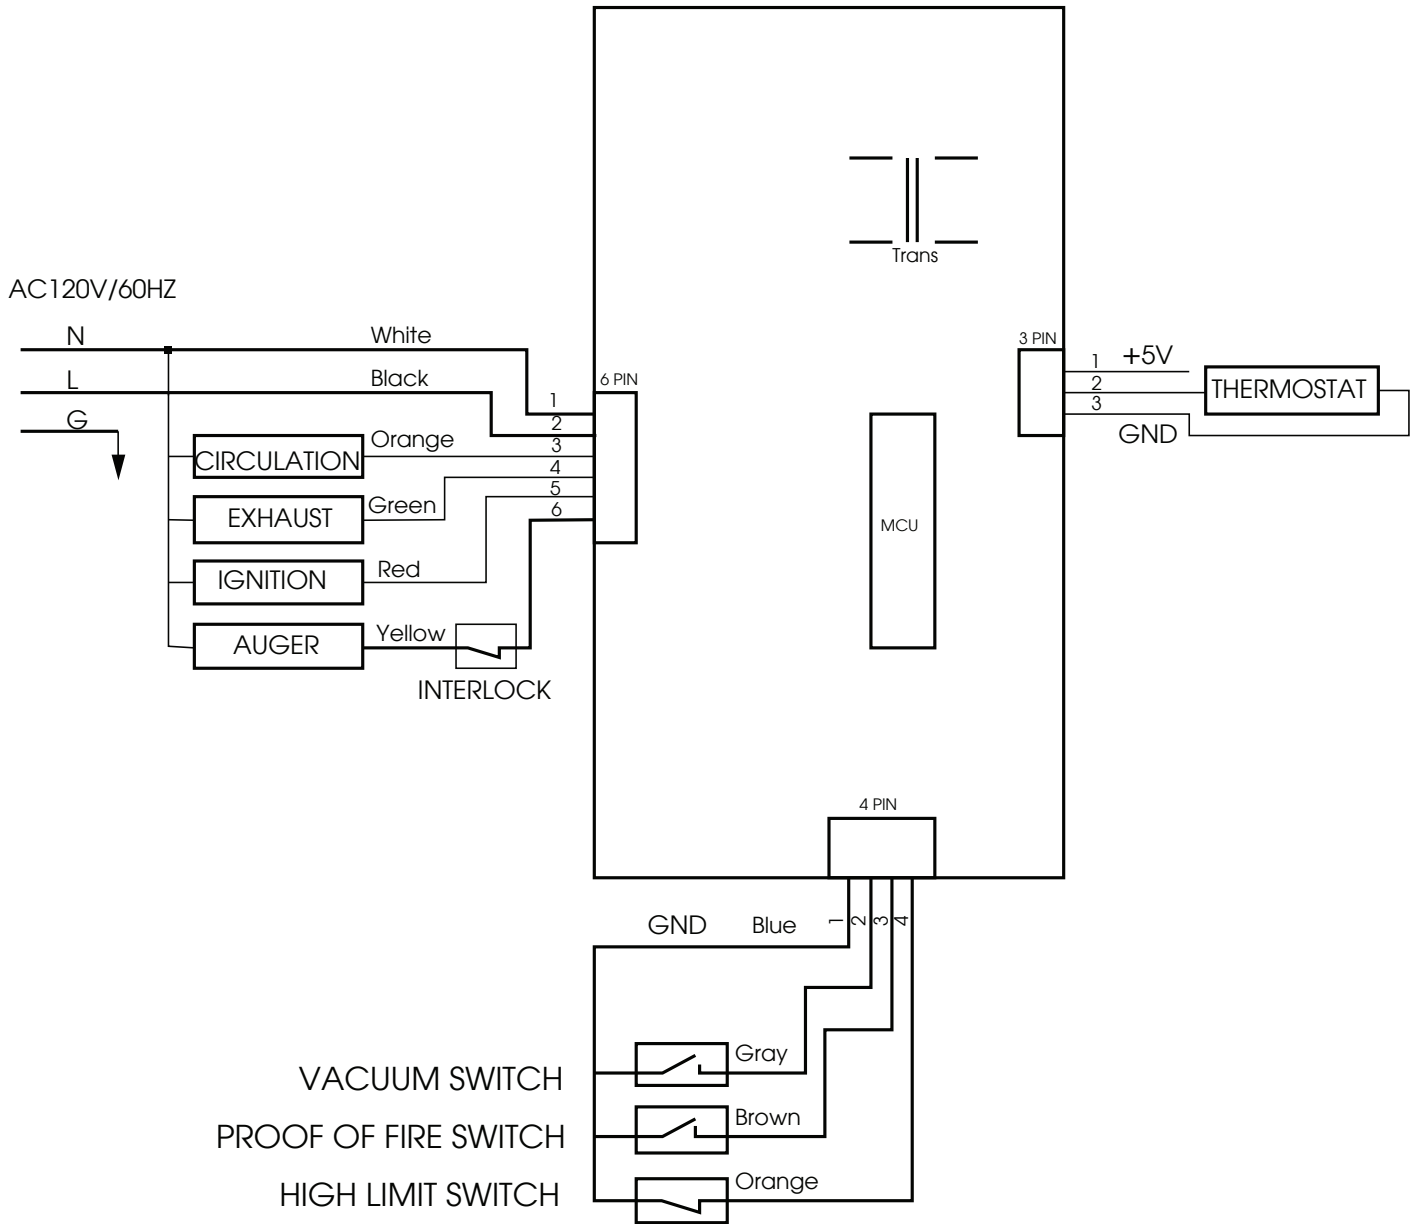 Trans
AC120V/60HZ
N
White
L
Black
G
6 PIN
1
2
3
4
5
6
CIRCULATION
Orange
EXHAUST
Green
IGNITION
Red
AUGER
Yellow
INTERLOCK
3 PIN
1
+5V
2
3
GND
THERMOSTAT
MCU
4 PIN
GND
Blue
1
2
3
4
VACUUM SWITCH
Gray
PROOF OF FIRE SWITCH
Brown
HIGH LIMIT SWITCH
Orange